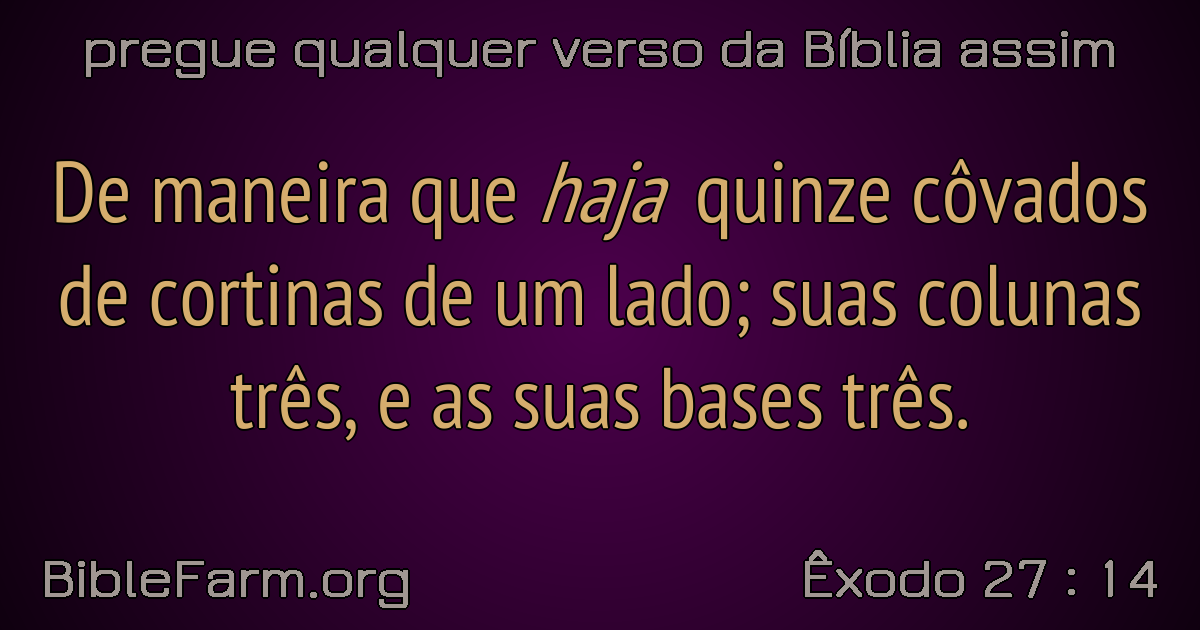 pregue qualquer verso da Bíblia assim
De maneira que haja quinze côvados
de cortinas de um lado; suas colunas
três, e as suas bases três.
BibleFarm.org
Êxodo 27 : 14